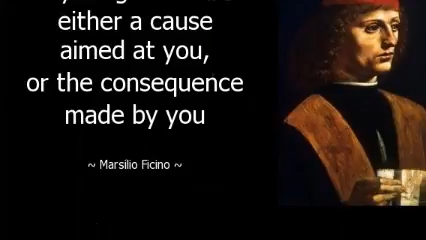 either a cause
aimed at you,
or the consequence
made by you
~ Marsilio Ficino ~